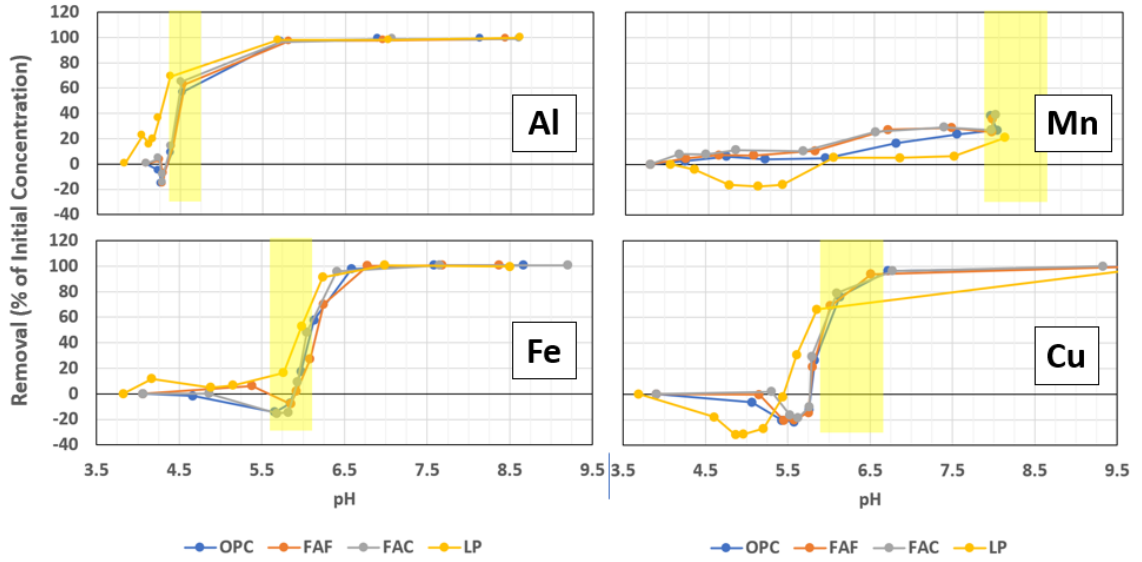 Removal (% of Initial Concentration)
120
100
80
60
40
20
0
-20
-40
Al
Mn
120
100
80
60
40
20
0
-20
-40
Fe
Cu
3.5 4.5 5.5 6.5 7.5 8.5 9.5
3.5 4.5 5.5 6.5 7.5 8.5 9.5
pH
pH
OPC FAF FAC LP
OPC FAF FAC LP